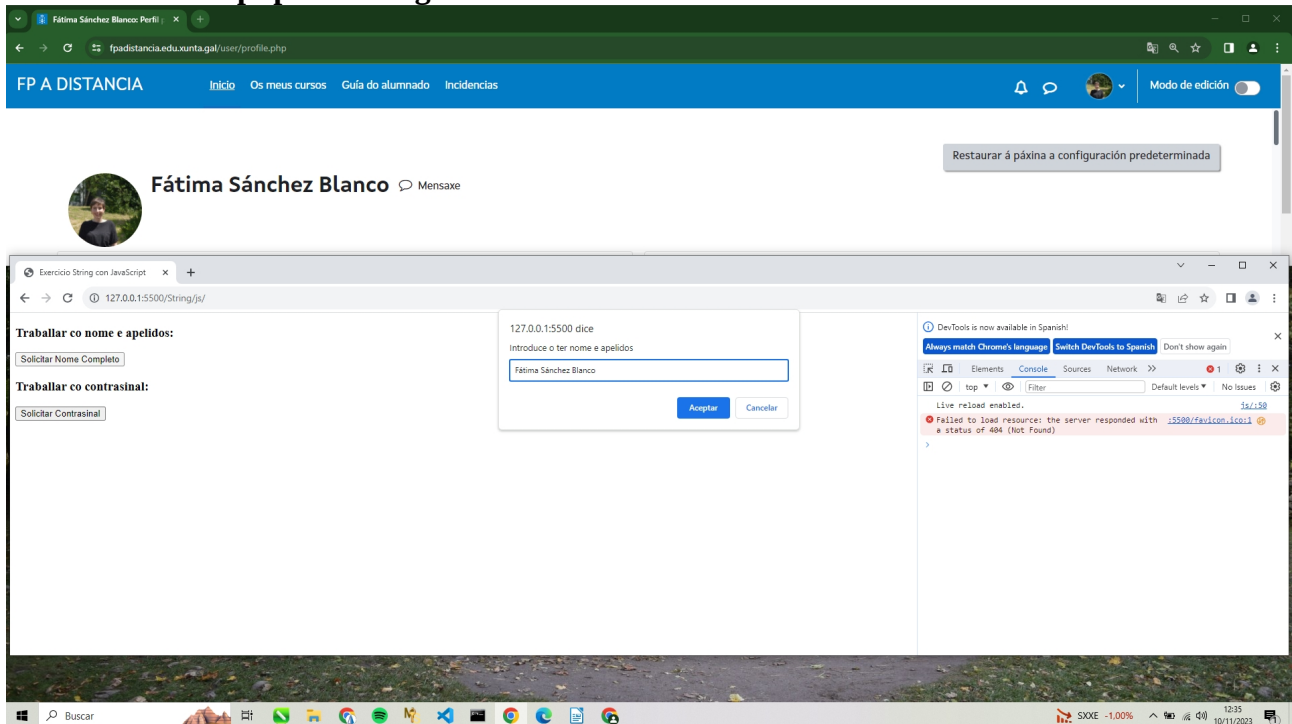 Fátima Sánchez Blanco: Perfil
fpadistancia.edu.xunta.gal/user/profile.php
FP A DISTANCIA Inicio Os meus cursos Guía do alumnado Incidencias Modo de edición
Restaurar á páxina a configuración predeterminada
Fátima Sánchez Blanco Mensaxe
Exercicio String con JavaScript
127.0.0.1:5500/String/js/
Traballar co nome e apelidos:
Solicitar Nome Completo
Traballar co contrasinal:
Solicitar Contrasinal
127.0.0.1:5500 dice
Introduce o ter nome e apelidos
Fátima Sánchez Blanco
Aceptar Cancelar
DevTools is now available in Spanish!
Always match Chrome's language Switch DevTools to Spanish Don't show again
Elements Console Sources Network 1
top Filter Default levels No Issues
Live reload enabled. js/:50
Failed to load resource: the server responded with :5500/favicon.ico:1
a status of 404 (Not Found)
Buscar SXXE -1,00% 12:35
10/11/2023